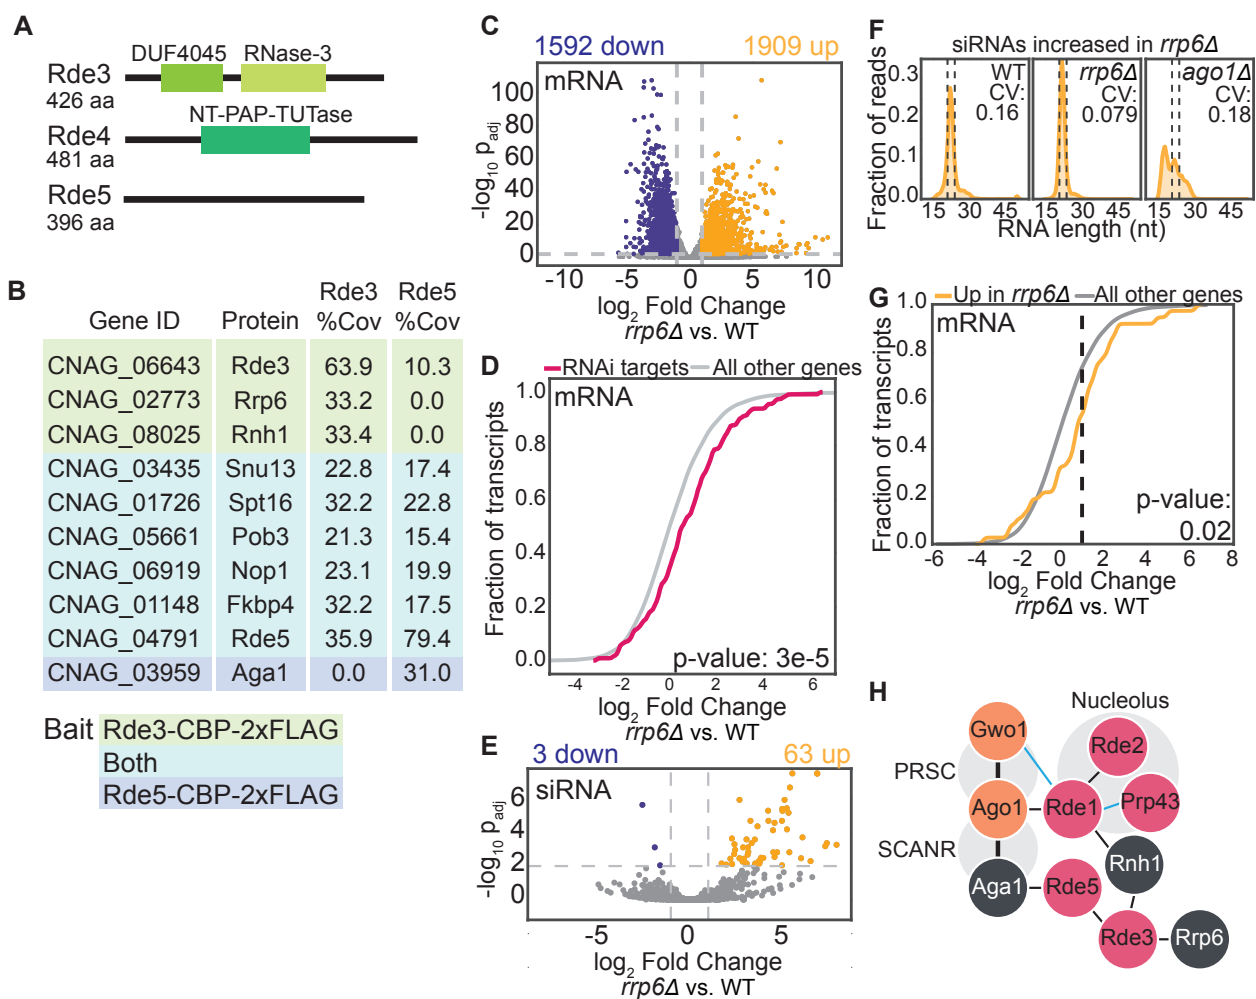 A
DUF4045 RNase-3
Rde3
426 aa
NT-PAP-TUTase
Rde4
481 aa
Rde5
396 aa
B
Gene ID Protein Rde3 %Cov Rde5 %Cov
CNAG_06643 Rde3 63.9 10.3
CNAG_02773 Rrp6 33.2 0.0
CNAG_08025 Rnh1 33.4 0.0
CNAG_03435 Snu13 22.8 17.4
CNAG_01726 Spt16 32.2 22.8
CNAG_05661 Pob3 21.3 15.4
CNAG_06919 Nop1 23.1 19.9
CNAG_01148 Fkbp4 32.2 17.5
CNAG_04791 Rde5 35.9 79.4
CNAG_03959 Aga1 0.0 31.0
Bait Rde3-CBP-2xFLAG
Both
Rde5-CBP-2xFLAG
C
1592 down 1909 up
mRNA
-log10 padj
100
80
60
40
20
0
-10 -5 0 5 10
log2 Fold Change
rrp6Δ vs. WT
D
RNAi targets All other genes
mRNA
Fraction of transcripts
1.0
0.8
0.6
0.4
0.2
0.0
p-value: 3e-5
-4 -2 0 2 4 6
log2 Fold Change
rrp6Δ vs. WT
E
3 down 63 up
siRNA
-log10 padj
6
4
2
0
-5 0 5
log2 Fold Change
rrp6Δ vs. WT
F
siRNAs increased in rrp6Δ
Fraction of reads
0.3
0.2
0.1
0.0
WT
CV:
0.16
rrp6Δ
CV:
0.079
ago1Δ
CV:
0.18
15 30 45 15 30 45 15 30 45
RNA length (nt)
G
Up in rrp6Δ All other genes
mRNA
Fraction of transcripts
1.0
0.8
0.6
0.4
0.2
0.0
p-value:
0.02
-6 -4 -2 0 2 4 6 8
log2 Fold Change
rrp6Δ vs. WT
H
Nucleolus
Gwo1
Rde2
PRSC
Ago1 Rde1 Prp43
SCANR
Rnh1
Aga1 Rde5
Rde3 Rrp6